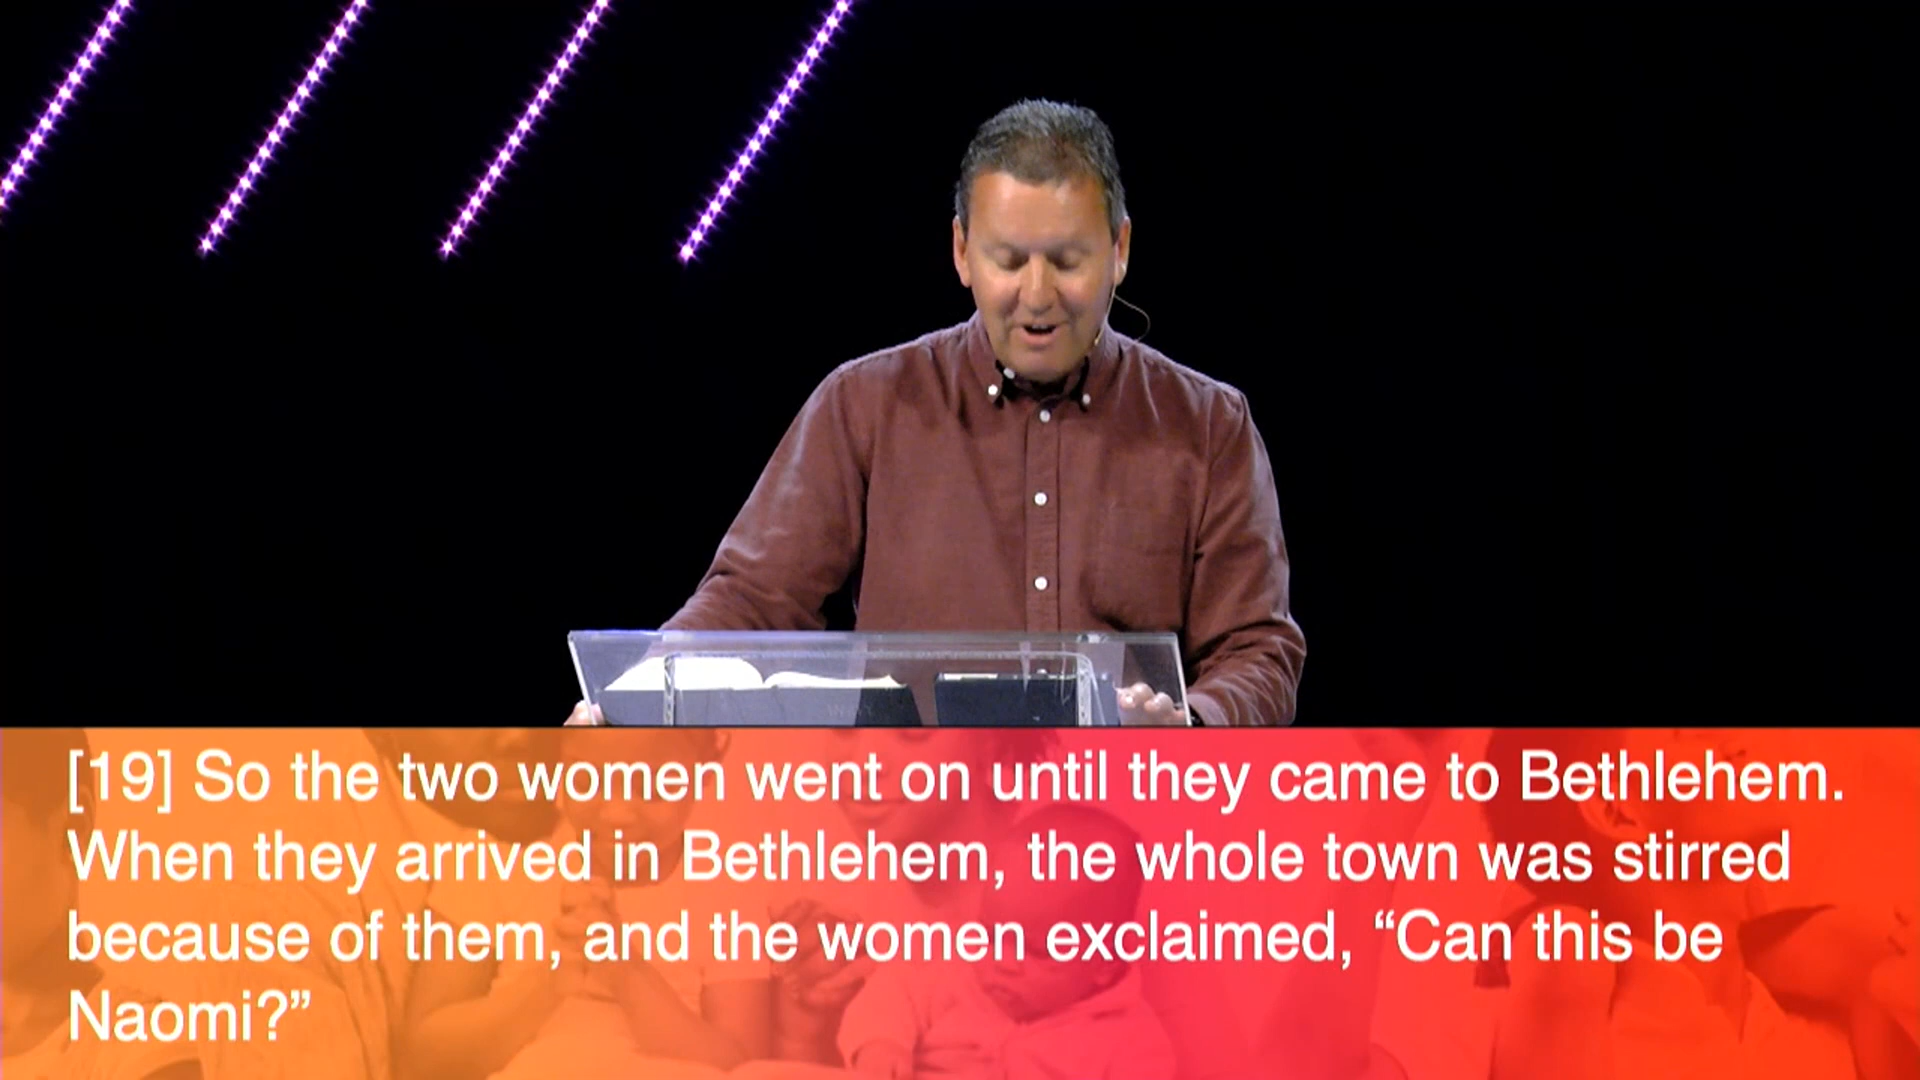 [19] So the two women went on until they came to Bethlehem.
When they arrived in Bethlehem, the whole town was stirred
because of them, and the women exclaimed, “Can this be
Naomi?”